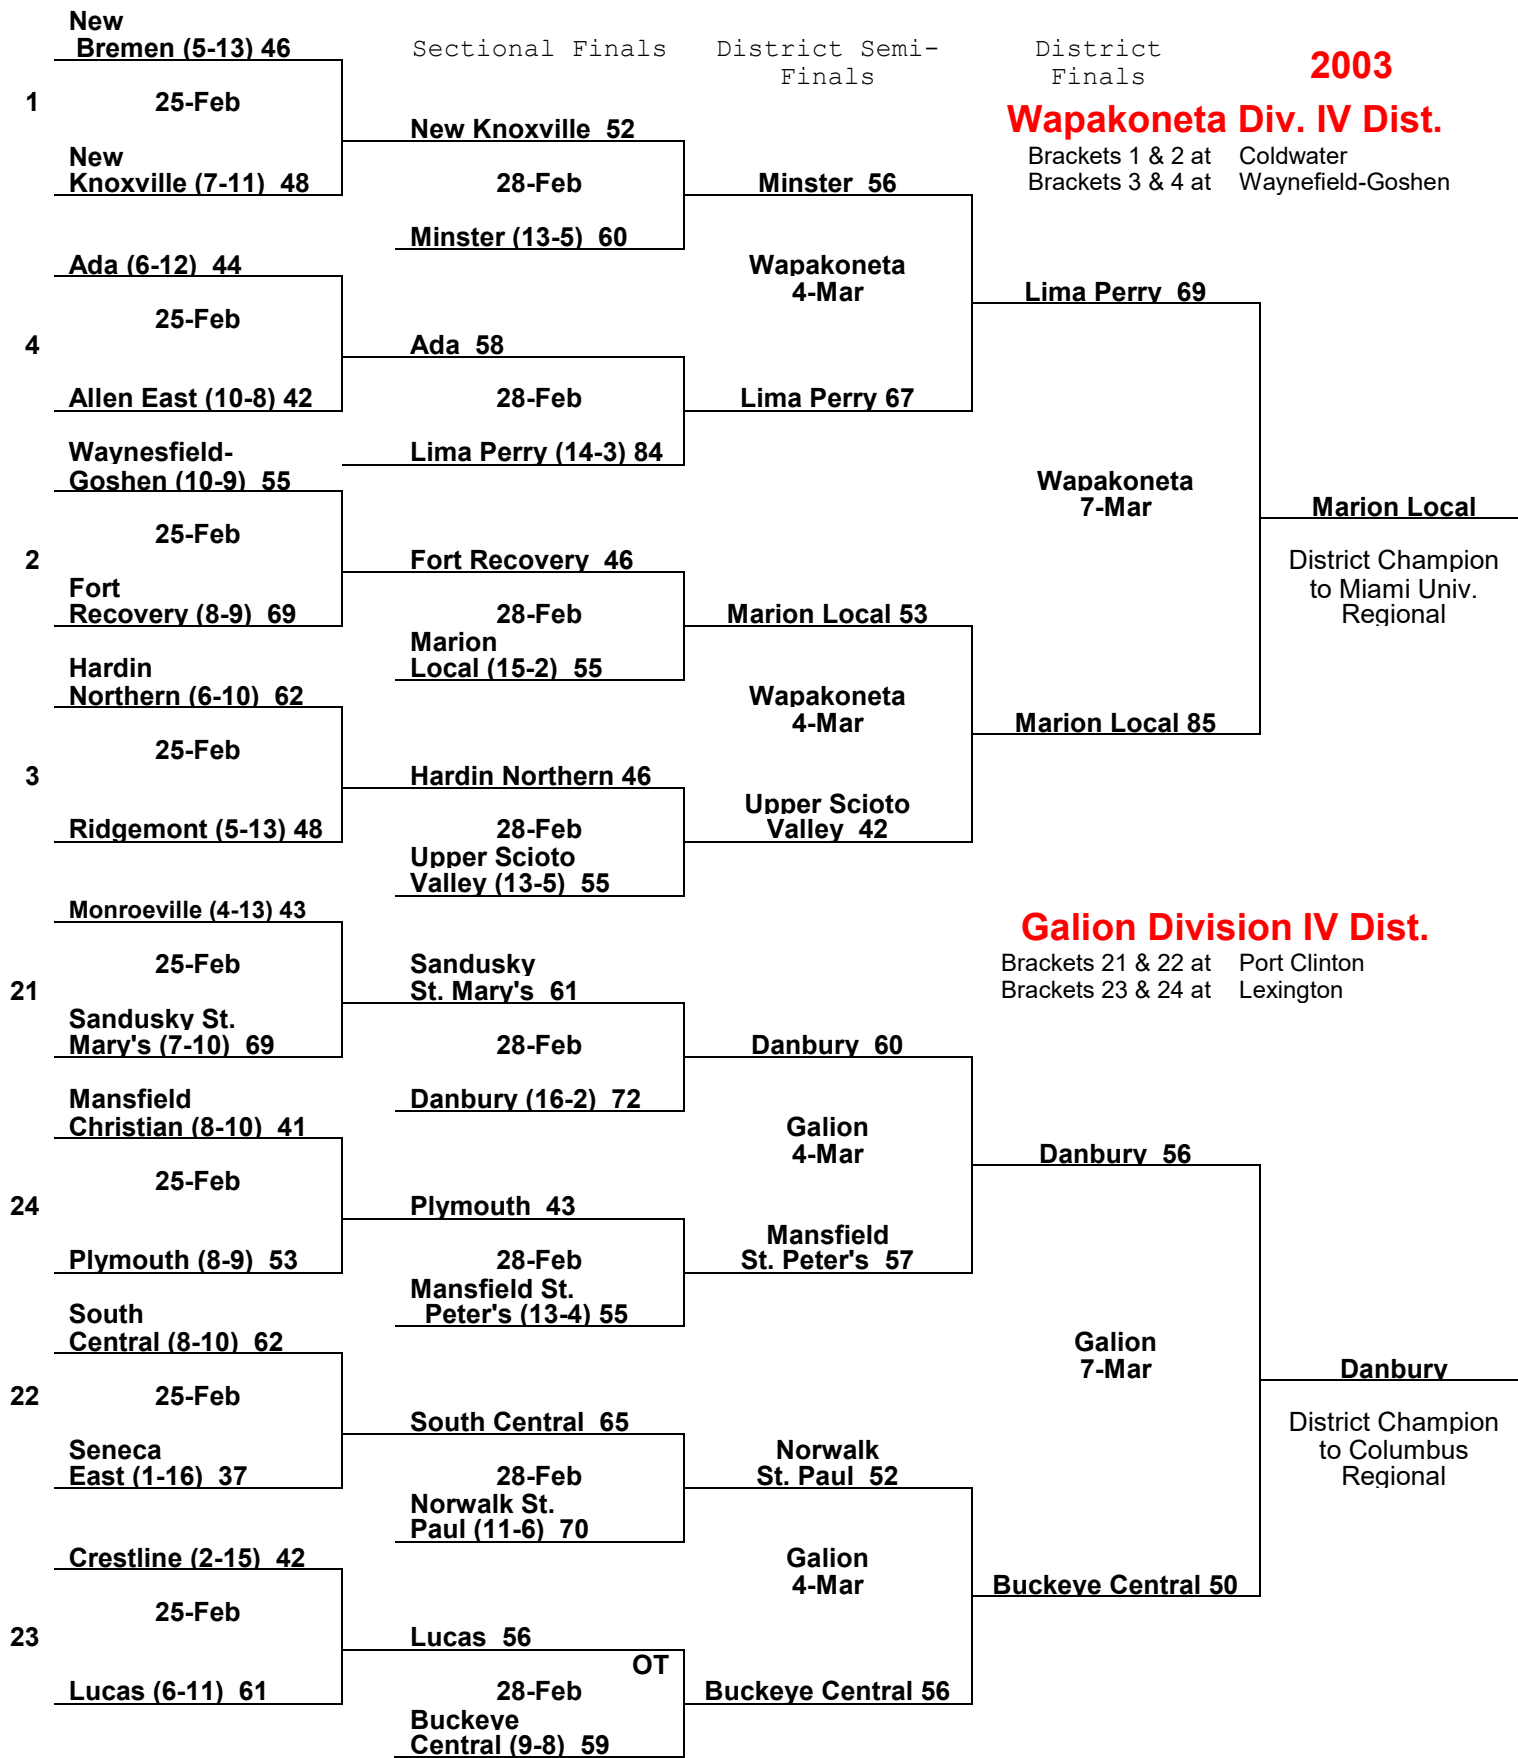 New
Bremen (5-13) 46
Sectional Finals
District Semi-
Finals
District
Finals
2003
1
25-Feb
Wapakoneta Div. IV Dist.
New Knoxville 52
Brackets 1 & 2 at Coldwater
Brackets 3 & 4 at Waynefield-Goshen
New
Knoxville (7-11) 48
28-Feb
Minster 56
Minster (13-5) 60
Ada (6-12) 44
Wapakoneta
4-Mar
Lima Perry 69
25-Feb
4
Ada 58
Allen East (10-8) 42
28-Feb
Lima Perry 67
Waynesfield-
Goshen (10-9) 55
Lima Perry (14-3) 84
Wapakoneta
7-Mar
Marion Local
25-Feb
2
Fort Recovery 46
District Champion
to Miami Univ.
Regional
Fort
Recovery (8-9) 69
28-Feb
Marion Local 53
Marion
Local (15-2) 55
Hardin
Northern (6-10) 62
Wapakoneta
4-Mar
Marion Local 85
25-Feb
3
Hardin Northern 46
Upper Scioto
Valley 42
Ridgemont (5-13) 48
28-Feb
Upper Scioto
Valley (13-5) 55
Monroeville (4-13) 43
Galion Division IV Dist.
Brackets 21 & 22 at Port Clinton
Brackets 23 & 24 at Lexington
25-Feb
21
Sandusky
St. Mary's 61
Sandusky St.
Mary's (7-10) 69
28-Feb
Danbury 60
Danbury (16-2) 72
Mansfield
Christian (8-10) 41
Galion
4-Mar
Danbury 56
25-Feb
24
Plymouth 43
Mansfield
St. Peter's 57
Plymouth (8-9) 53
28-Feb
Mansfield St.
Peter's (13-4) 55
South
Central (8-10) 62
Galion
7-Mar
Danbury
25-Feb
22
South Central 65
District Champion
to Columbus
Regional
Seneca
East (1-16) 37
28-Feb
Norwalk
St. Paul 52
Norwalk St.
Paul (11-6) 70
Crestline (2-15) 42
Galion
4-Mar
Buckeye Central 50
25-Feb
23
Lucas 56
OT
Lucas (6-11) 61
28-Feb
Buckeye Central 56
Buckeye
Central (9-8) 59